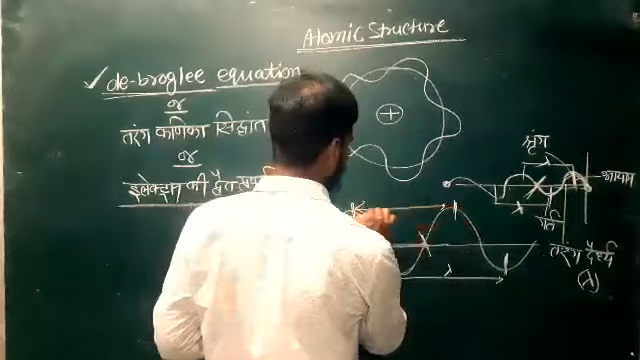 Atomic Structure
✓ de-broglee equation
or
तरंग कणिका सिद्धांत
or
इलेक्ट्रान की द्वैत
+
श्रृंग
आयाम
गर्त
तरंग दैर्ध्य
(λ)
λ